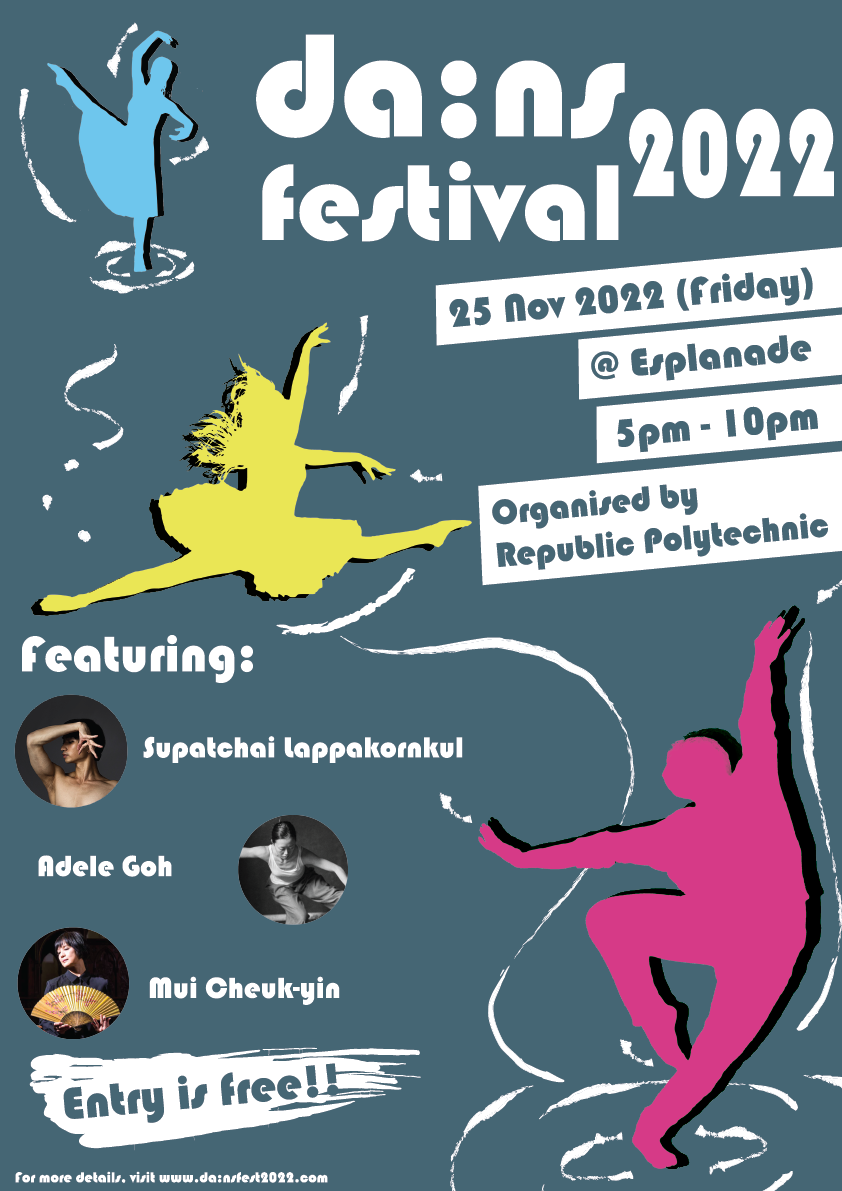 da:ns
festival 2022
25 Nov 2022 (Friday)
@ Esplanade
5pm - 10pm
Organised by
Republic Polytechnic
Featuring:
Supatchai Lappakornkul
Adele Goh
Mui Cheuk-yin
Entry is free!!
For more details, visit www.da:nsfest2022.com